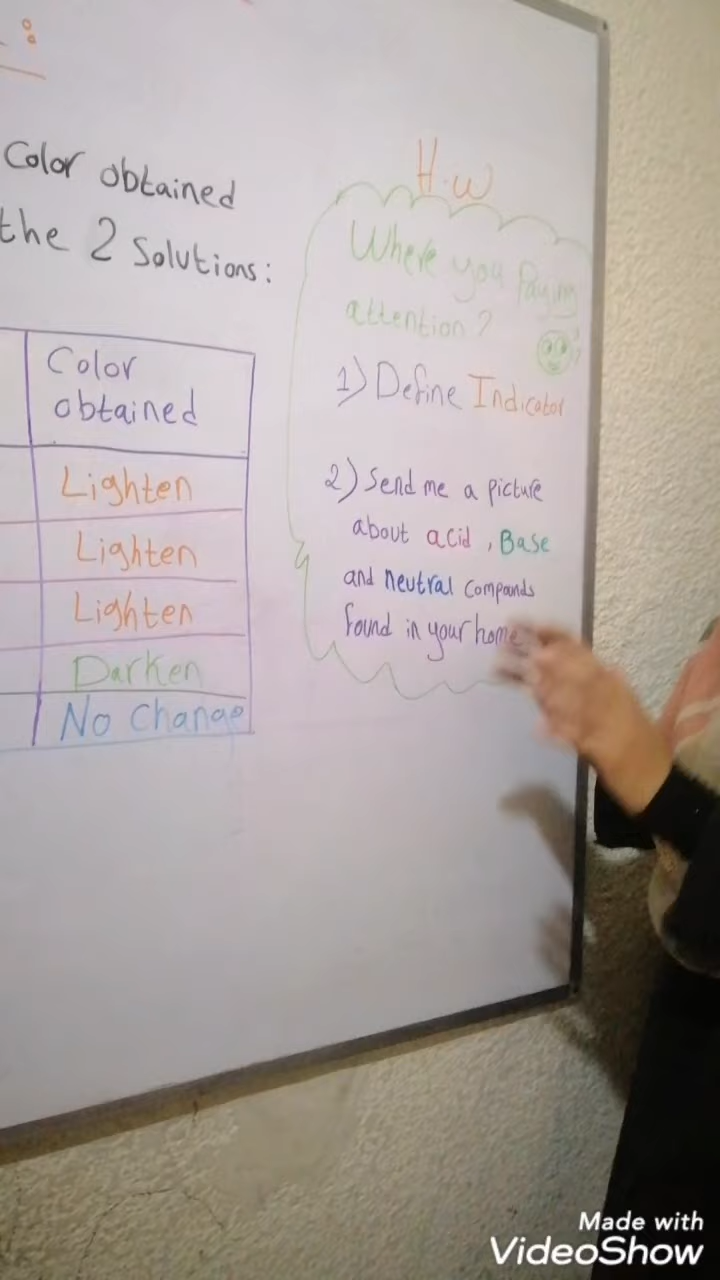 :
Color obtained
the 2 Solutions:
Color
obtained
Lighten
Lighten
Lighten
Darken
No Change
H.w
Where you Paying
attention?
1) Define Indicator
2) Send me a picture
about acid, Base
and neutral Compounds
found in your home
Made with
VideoShow